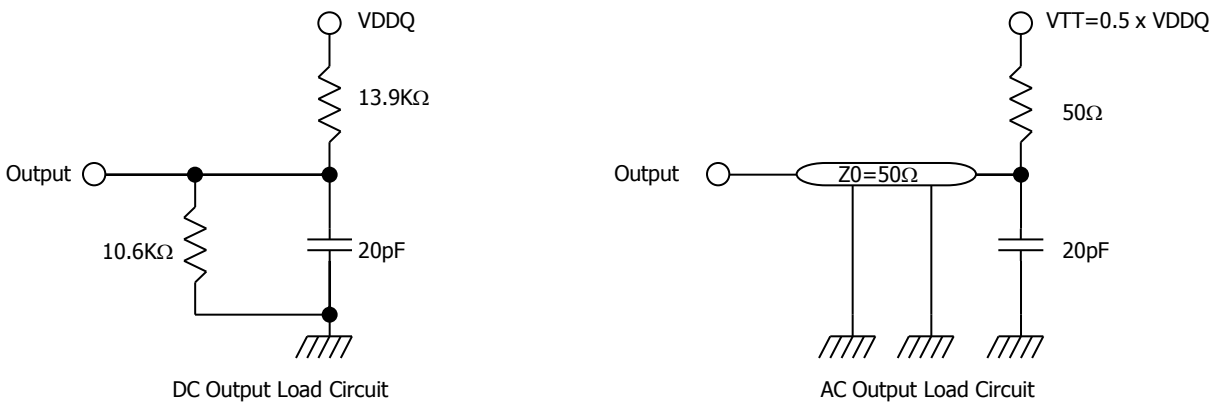 VDDQ
13.9KΩ
Output
10.6KΩ
20pF
DC Output Load Circuit
VTT=0.5 x VDDQ
50Ω
Output
Z0=50Ω
20pF
AC Output Load Circuit